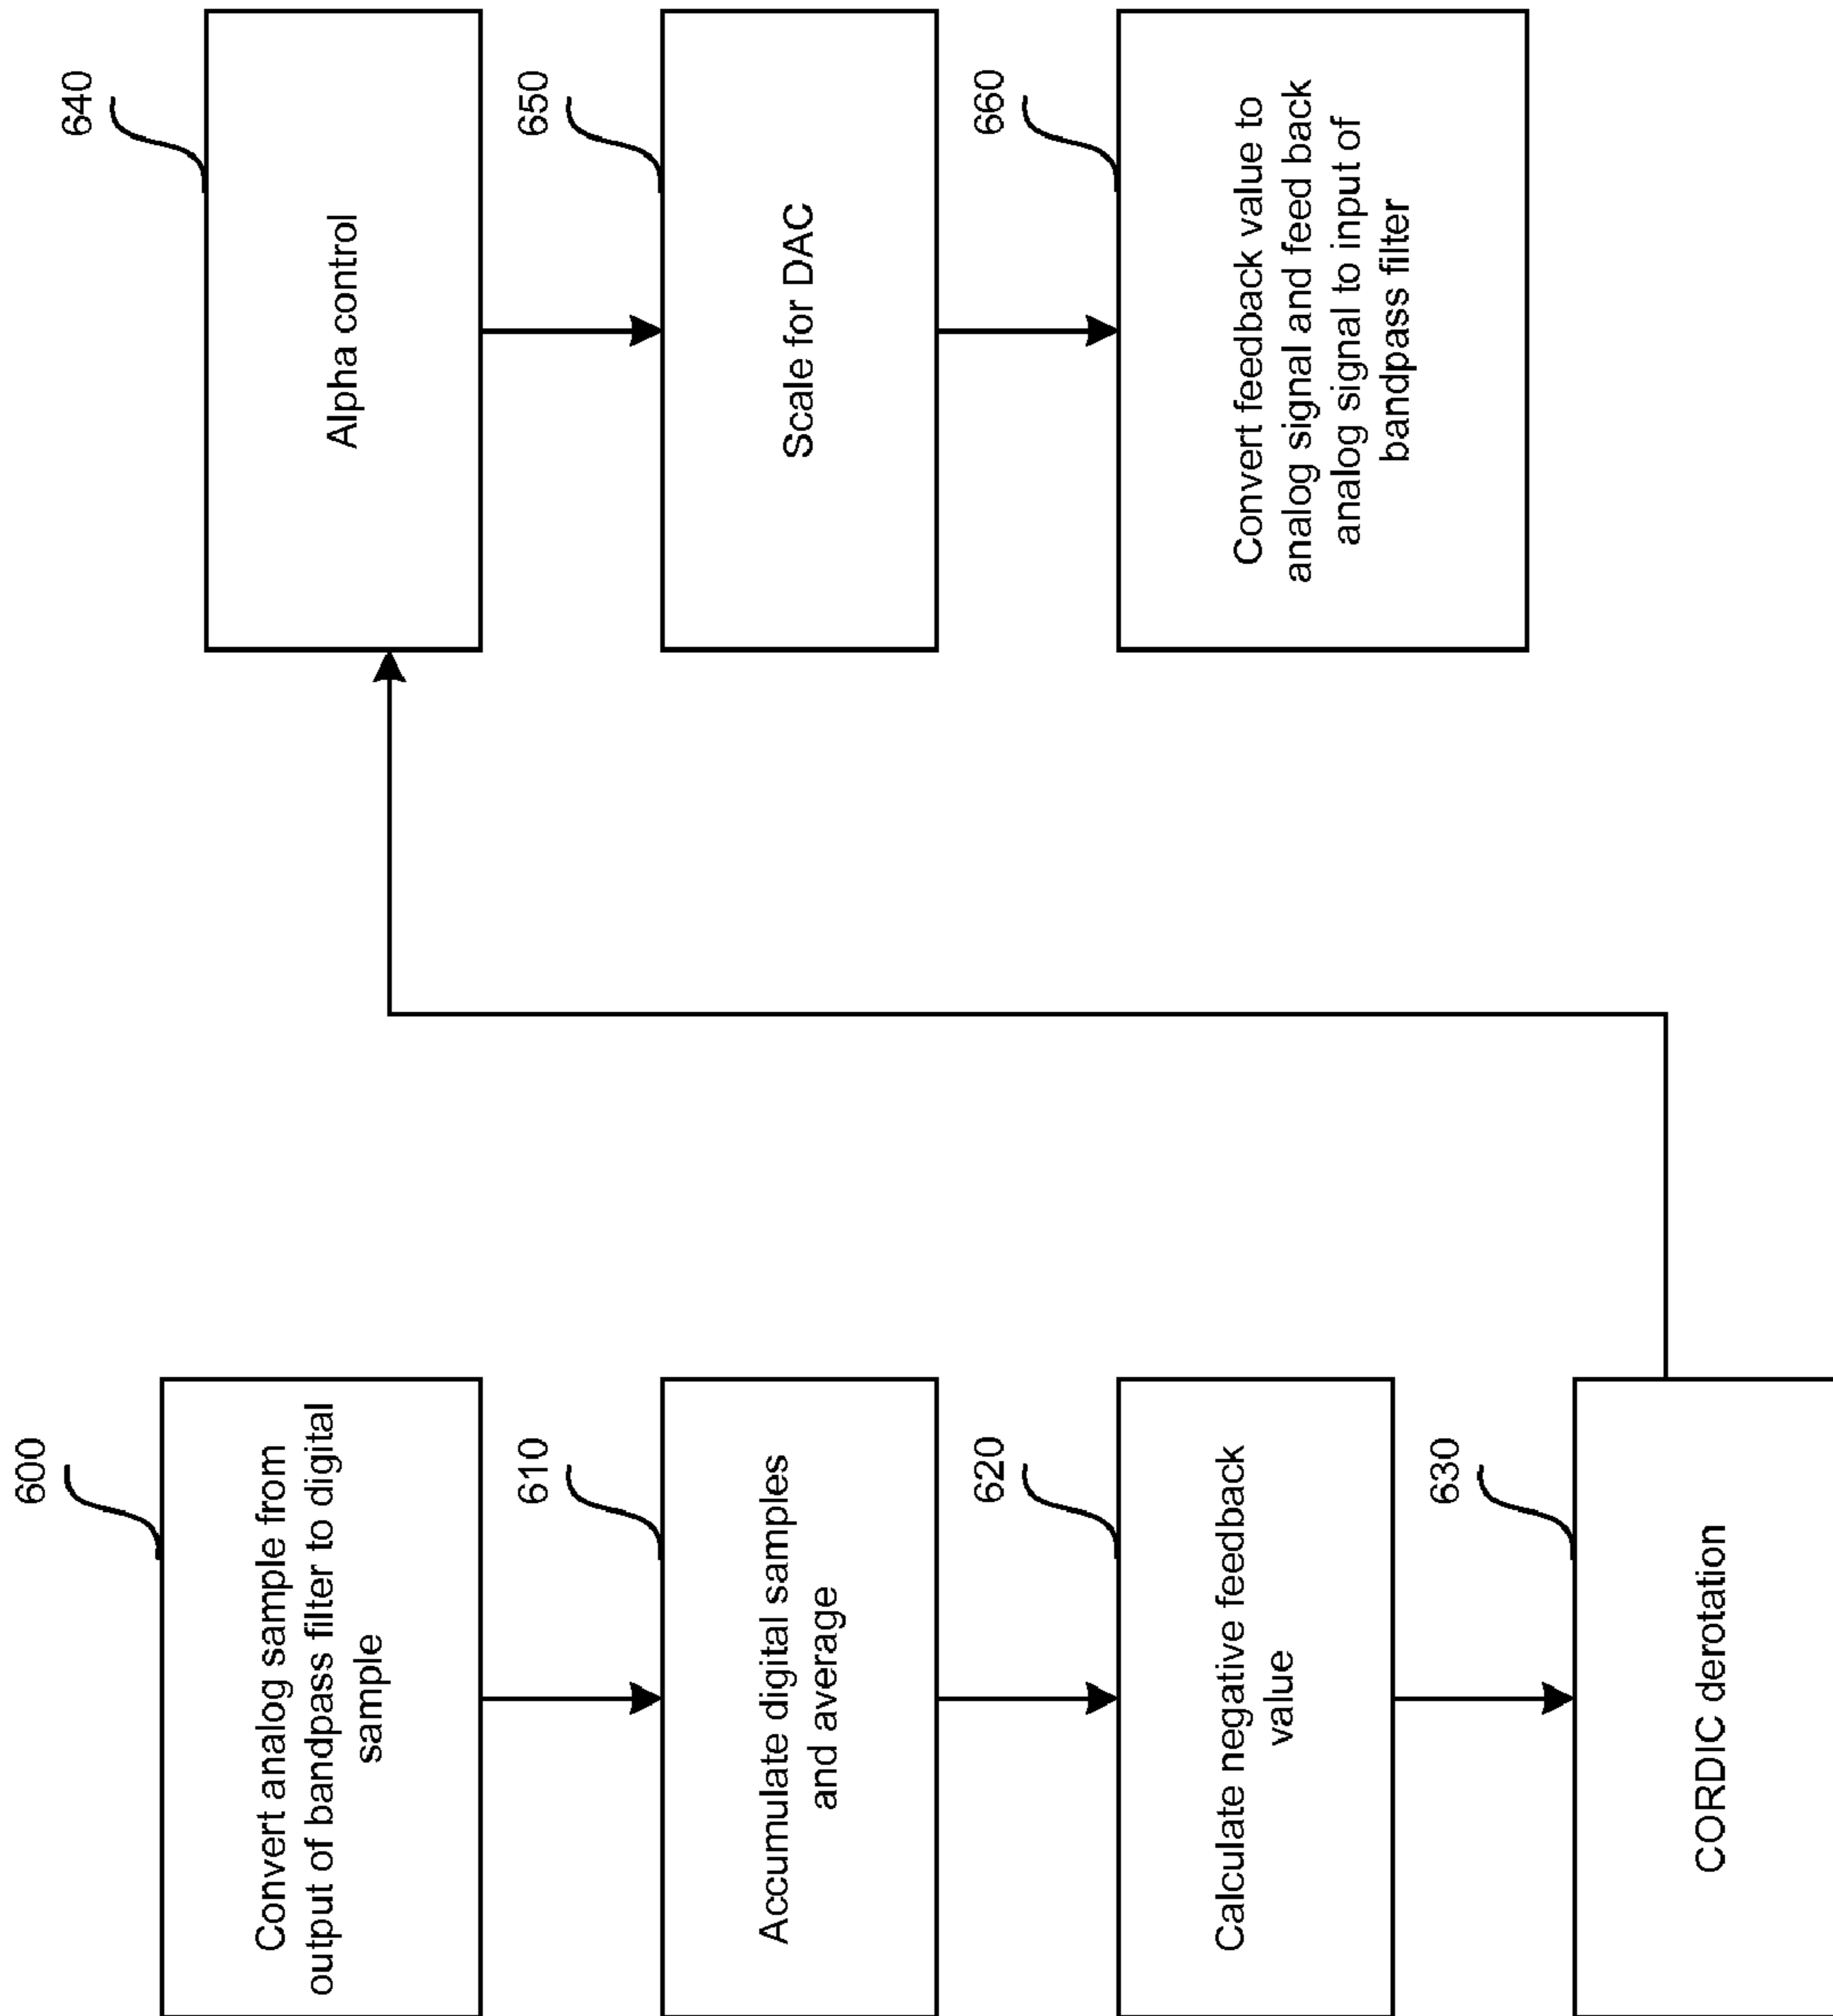 600
Convert analog sample from
output of bandpass filter to digital
sample
610
Accumulate digital samples
and average
620
Calculate negative feedback
value
630
CORDIC derotation
640
Alpha control
650
Scale for DAC
660
Convert feedback value to
analog signal and feed back
analog signal to input of
bandpass filter